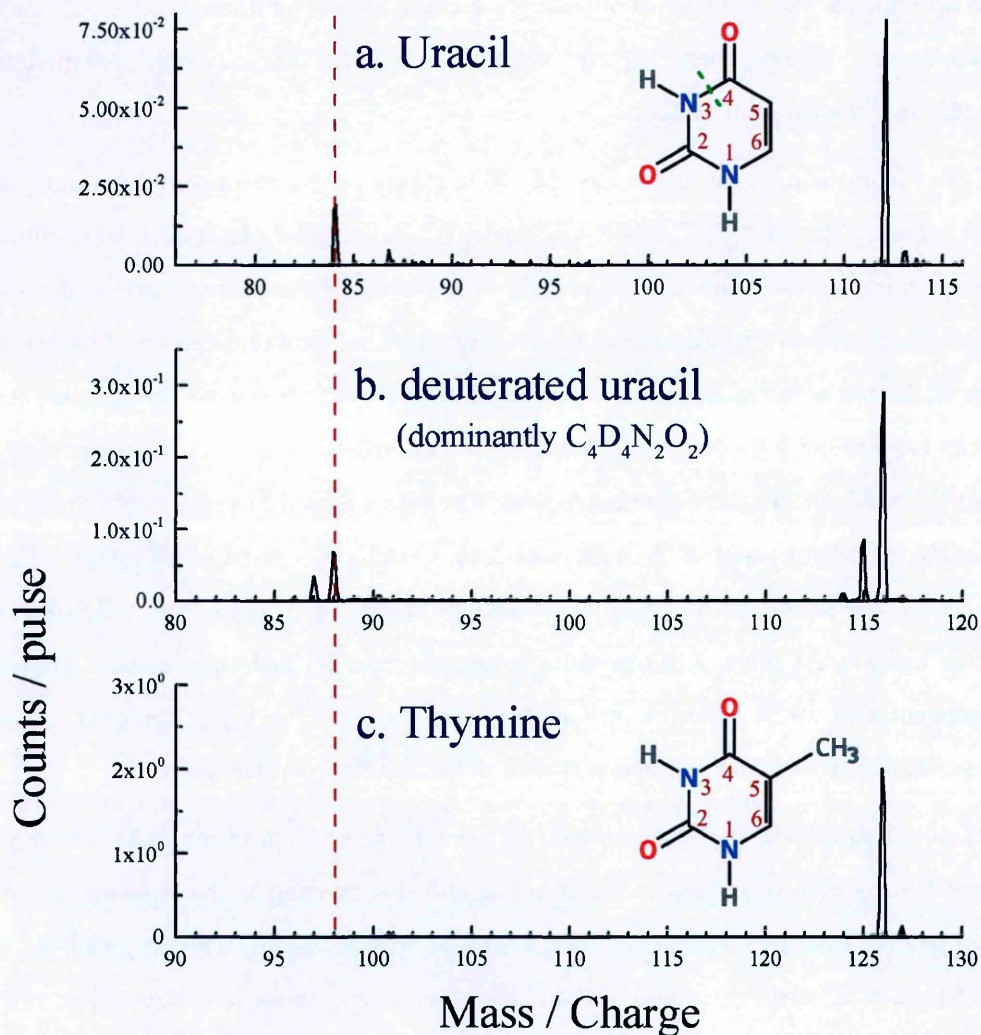 7.50x10⁻²
5.00x10⁻²
2.50x10⁻²
0.00
a. Uracil
O
H
N
3
4
5
2
1
6
O
N
H
80
85
90
95
100
105
110
115
3.0x10⁻¹
2.0x10⁻¹
1.0x10⁻¹
0.0
b. deuterated uracil
(dominantly C₄D₄N₂O₂)
80
85
90
95
100
105
110
115
120
3x10⁰
2x10⁰
1x10⁰
0
c. Thymine
O
H
CH3
N
3
4
5
2
1
6
O
N
H
90
95
100
105
110
115
120
125
130
Counts / pulse
Mass / Charge